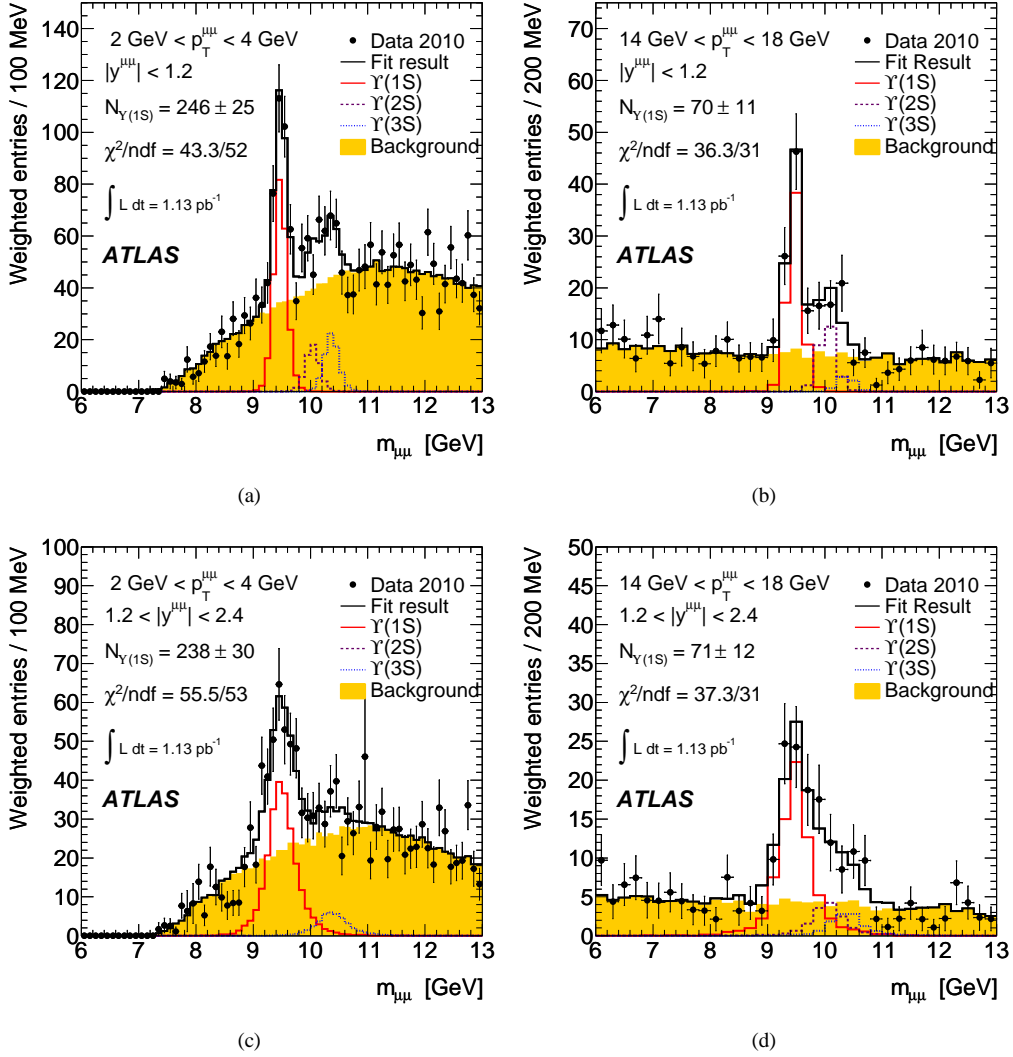 Weighted entries / 100 MeV
140
120
100
80
60
40
20
0
2 GeV < p_T^μμ < 4 GeV
|y^μμ| < 1.2
N_ϒ(1S) = 246 ± 25
χ²/ndf = 43.3/52
∫ L dt = 1.13 pb⁻¹
ATLAS
Data 2010
Fit result
ϒ(1S)
ϒ(2S)
ϒ(3S)
Background
6 7 8 9 10 11 12 13
m_μμ [GeV]
(a)
Weighted entries / 200 MeV
70
60
50
40
30
20
10
0
14 GeV < p_T^μμ < 18 GeV
|y^μμ| < 1.2
N_ϒ(1S) = 70 ± 11
χ²/ndf = 36.3/31
∫ L dt = 1.13 pb⁻¹
ATLAS
Data 2010
Fit Result
ϒ(1S)
ϒ(2S)
ϒ(3S)
Background
6 7 8 9 10 11 12 13
m_μμ [GeV]
(b)
Weighted entries / 100 MeV
100
90
80
70
60
50
40
30
20
10
0
2 GeV < p_T^μμ < 4 GeV
1.2 < |y^μμ| < 2.4
N_ϒ(1S) = 238 ± 30
χ²/ndf = 55.5/53
∫ L dt = 1.13 pb⁻¹
ATLAS
Data 2010
Fit result
ϒ(1S)
ϒ(2S)
ϒ(3S)
Background
6 7 8 9 10 11 12 13
m_μμ [GeV]
(c)
Weighted entries / 200 MeV
50
45
40
35
30
25
20
15
10
5
0
14 GeV < p_T^μμ < 18 GeV
1.2 < |y^μμ| < 2.4
N_ϒ(1S) = 71 ± 12
χ²/ndf = 37.3/31
∫ L dt = 1.13 pb⁻¹
ATLAS
Data 2010
Fit Result
ϒ(1S)
ϒ(2S)
ϒ(3S)
Background
6 7 8 9 10 11 12 13
m_μμ [GeV]
(d)